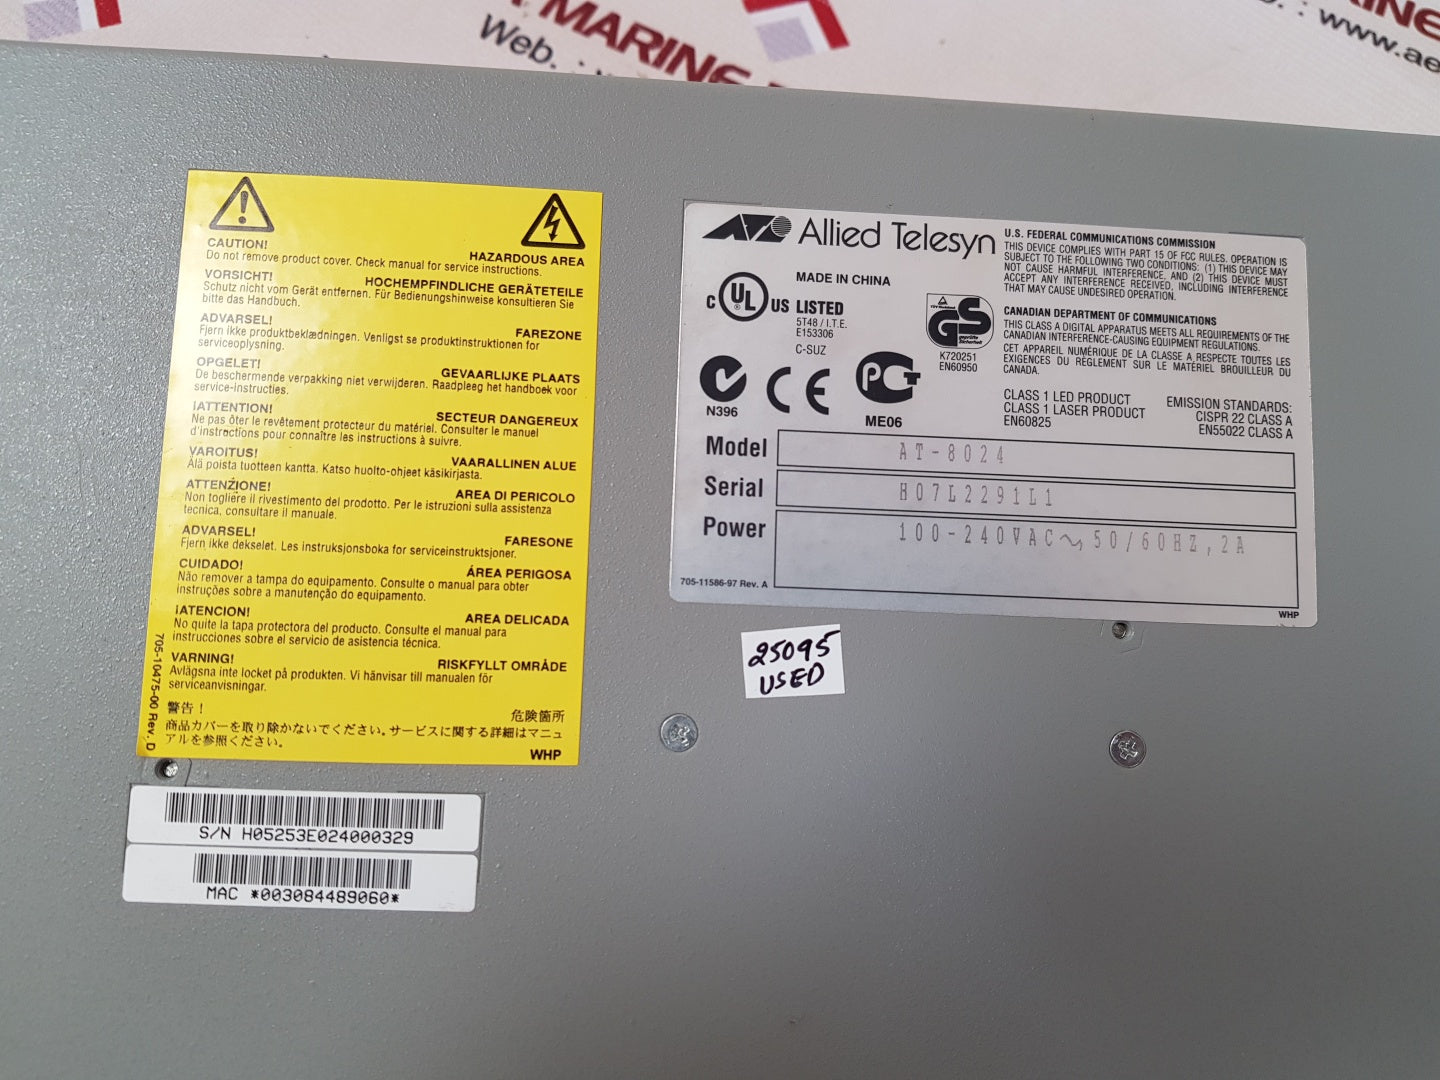 MARINE
Web. :
www.ae
CAUTION!
HAZARDOUS AREA
Do not remove product cover. Check manual for service instructions.
VORSICHT!
HOCHEMPFINDLICHE GERÄTETEILE
Schutz nicht vom Gerät entfernen. Für Bedienungshinweise konsultieren Sie
bitte das Handbuch.
ADVARSEL!
FAREZONE
Fjern ikke produktbeklædningen. Venligst se produktinstruktionen for
serviceoplysning.
OPGELET!
GEVAARLIJKE PLAATS
De beschermende verpakking niet verwijderen. Raadpleeg het handboek voor
service-instructies.
¡ATTENTION!
SECTEUR DANGEREUX
Ne pas ôter le revêtement protecteur du matériel. Consulter le manuel
d'instructions pour connaître les instructions à suivre.
VAROITUS!
VAARALLINEN ALUE
Älä poista tuotteen kantta. Katso huolto-ohjeet käsikirjasta.
ATTENZIONE!
AREA DI PERICOLO
Non togliere il rivestimento del prodotto. Per le istruzioni sulla assistenza
tecnica, consultare il manuale.
ADVARSEL!
FARESONE
Fjern ikke dekselet. Les instruksjonsboka for serviceinstruktsjoner.
CUIDADO!
ÁREA PERIGOSA
Não remover a tampa do equipamento. Consulte o manual para obter
instruções sobre a manutenção do equipamento.
¡ATENCION!
AREA DELICADA
No quite la tapa protectora del producto. Consulte el manual para
instrucciones sobre el servicio de asistencia técnica.
VARNING!
RISKFYLLT OMRÅDE
Avlägsna inte locket på produkten. Vi hänvisar till manualen för
serviceanvisningar.
警告！
危険箇所
商品カバーを取り除かないでください。サービスに関する詳細はマニュ
アルを参照ください。
WHP
705-10475-00 Rev. D
S/N H05253E024000329
MAC *003084489060*
Allied Telesyn
MADE IN CHINA
C UL US LISTED
5T48 / I.T.E.
E153306
C-SUZ
N396
CE
ME06
TÜV Rheinland
GS
geprüfte
Sicherheit
K720251
EN60950
U.S. FEDERAL COMMUNICATIONS COMMISSION
THIS DEVICE COMPLIES WITH PART 15 OF FCC RULES. OPERATION IS
SUBJECT TO THE FOLLOWING TWO CONDITIONS: (1) THIS DEVICE MAY
NOT CAUSE HARMFUL INTERFERENCE, AND (2) THIS DEVICE MUST
ACCEPT ANY INTERFERENCE RECEIVED, INCLUDING INTERFERENCE
THAT MAY CAUSE UNDESIRED OPERATION.
CANADIAN DEPARTMENT OF COMMUNICATIONS
THIS CLASS A DIGITAL APPARATUS MEETS ALL REQUIREMENTS OF THE
CANADIAN INTERFERENCE-CAUSING EQUIPMENT REGULATIONS.
CET APPAREIL NUMÉRIQUE DE LA CLASSE A RESPECTE TOUTES LES
EXIGENCES DU RÈGLEMENT SUR LE MATÉRIEL BROUILLEUR DU
CANADA.
CLASS 1 LED PRODUCT
CLASS 1 LASER PRODUCT
EN60825
EMISSION STANDARDS:
CISPR 22 CLASS A
EN55022 CLASS A
Model AT-8024
Serial H07L2291L1
Power 100-240VAC~,50/60HZ,2A
705-11586-97 Rev. A
WHP
25095
USED